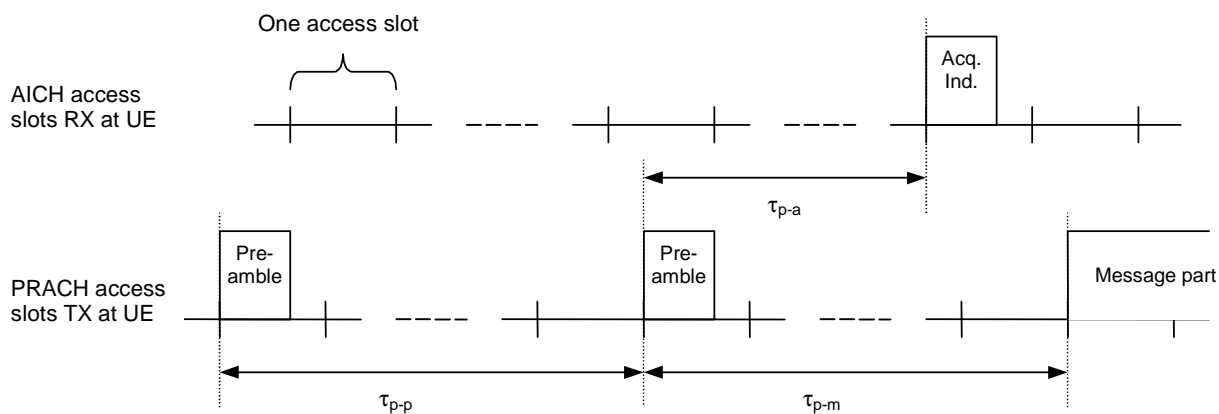 One access slot
AICH access
slots RX at UE
Acq.
Ind.
τp-a
PRACH access
slots TX at UE
Pre-
amble
Pre-
amble
Message part
τp-p
τp-m